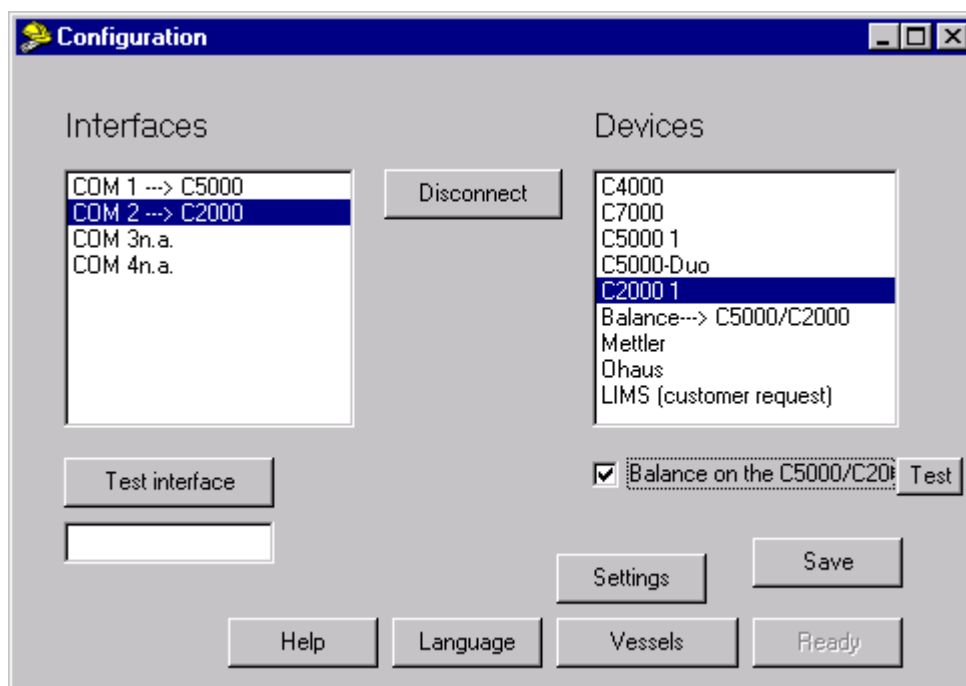 Configuration
Interfaces
Devices
COM 1 ---> C5000
COM 2 ---> C2000
COM 3n.a.
COM 4n.a.
Disconnect
C4000
C7000
C5000 1
C5000-Duo
C2000 1
Balance---> C5000/C2000
Mettler
Ohaus
LIMS (customer request)
Test interface
Balance on the C5000/C20
Test
Settings
Save
Help
Language
Vessels
Ready